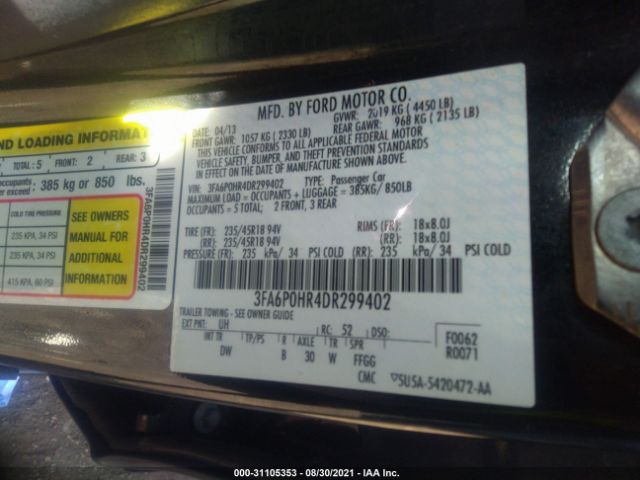 MFD. BY FORD MOTOR CO.
DATE: 04/13 GVWR: 2019 KG (4450 LB)
FRONT GAWR: 1057 KG (2330 LB) REAR GAWR: 968 KG (2135 LB)
THIS VEHICLE CONFORMS TO ALL APPLICABLE FEDERAL MOTOR
VEHICLE SAFETY, BUMPER, AND THEFT PREVENTION STANDARDS
IN EFFECT ON THE DATE OF MANUFACTURE SHOWN ABOVE.
VIN: 3FA6P0HR4DR299402 TYPE: Passenger Car
MAXIMUM LOAD = OCCUPANTS + LUGGAGE = 385KG/850LB
OCCUPANTS = 5 TOTAL: 2 FRONT, 3 REAR
TIRE (FR): 235/45R18 94V RIMS (FR): 18x8.0J
(RR): 235/45R18 94V (RR): 18x8.0J
PRESSURE (FR): 235 kPa/ 34 PSI COLD (RR): 235 kPa/ 34 PSI COLD
3FA6P0HR4DR299402
TRAILER TOWING - SEE OWNER GUIDE
EXT PNT: UH RC: 52 DSO:
INT TR TP/PS R AXLE TR SPR
DW B 30 W FFGG
F0062
R0071
CMC
5U5A-5420472-AA
ND LOADING INFORMAT
TOTAL: 5 FRONT: 2 REAR: 3
occupants
er exceed: 385 kg or 850 lbs.
COLD TIRE PRESSURE
235 KPA, 34 PSI
235 KPA, 34 PSI
415 KPA, 60 PSI
SEE OWNERS
MANUAL FOR
ADDITIONAL
INFORMATION
3FA6P0HR4DR299402
000-31105353 - 08/30/2021 - IAA Inc.